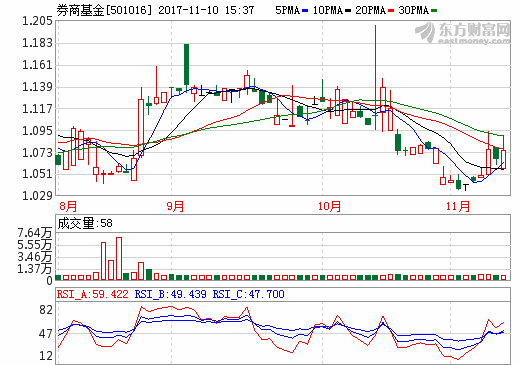 券商基金[501016] 2017-11-10 15:37 5PMA 10PMA 20PMA 30PMA
东方财富网
eastmoney.com
1.205
1.161
1.139
1.117
1.095
1.073
1.051
1.029
8月 9月 10月 11月
成交量:58
7.64万
5.55万
3.46万
1.37万
0
RSI_A:59.422 RSI_B:49.439 RSI_C:47.700
82
47
12